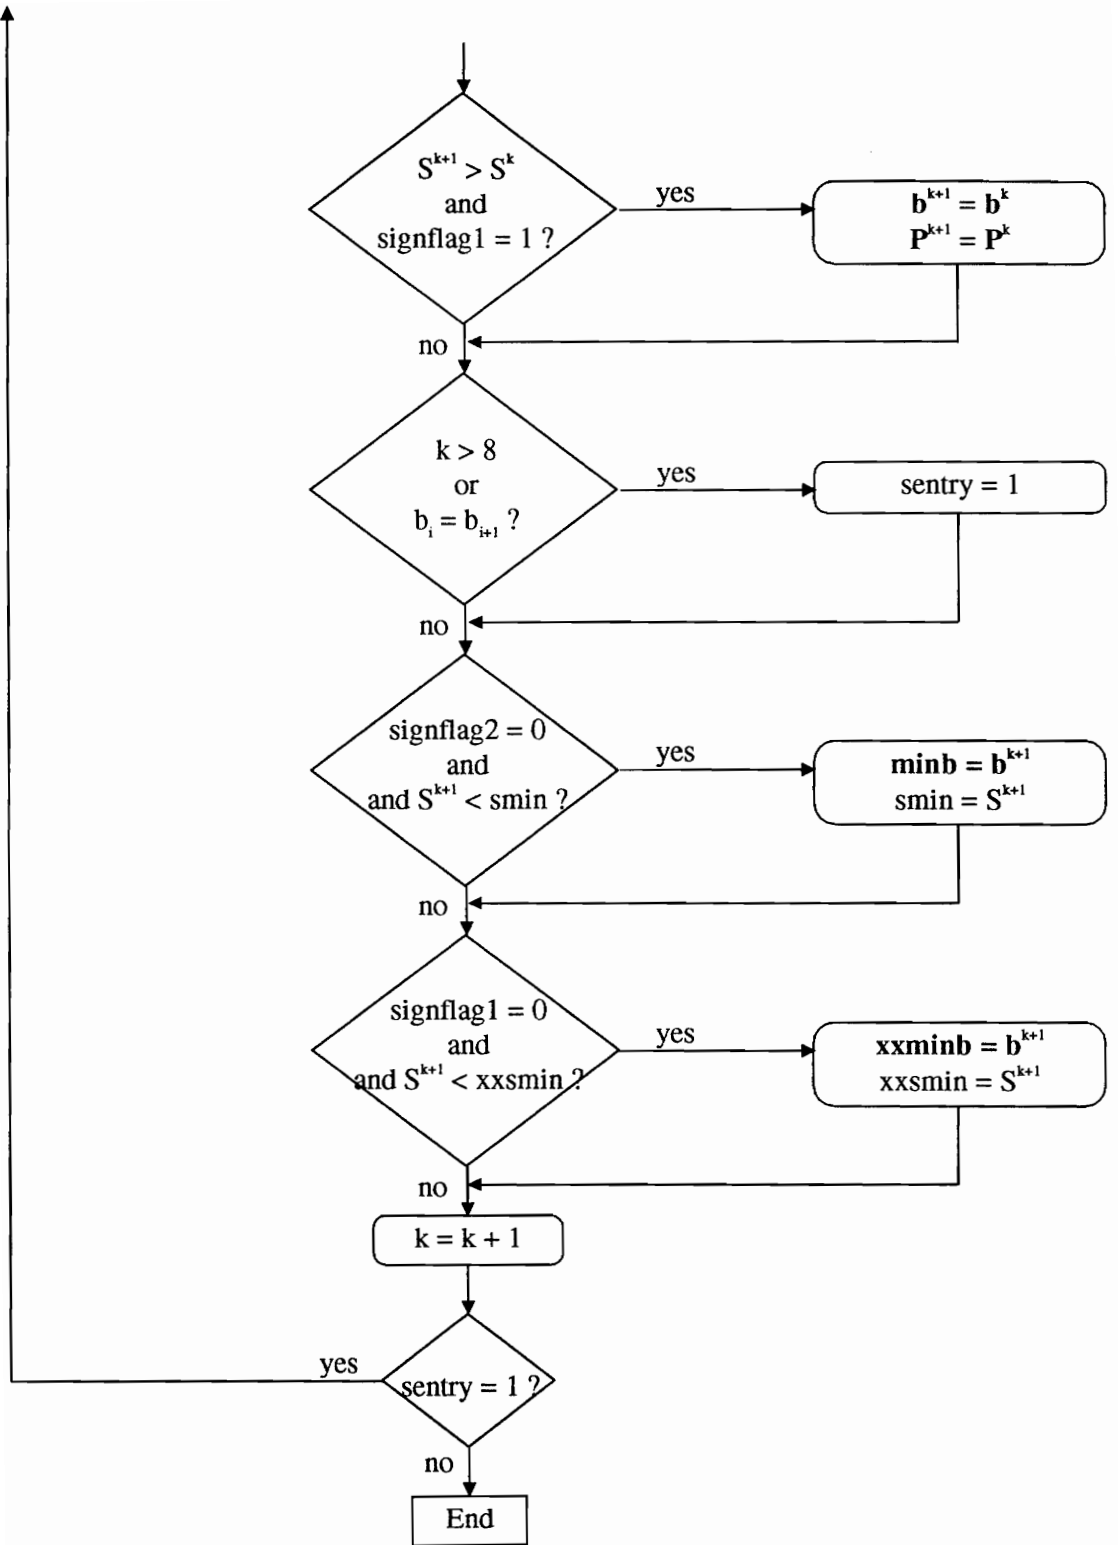 S^{k+1} > S^k
and
signflag1 = 1 ?
yes
b^{k+1} = b^k
P^{k+1} = P^k
no
k > 8
or
b_i = b_{i+1} ?
yes
sentry = 1
no
signflag2 = 0
and
and S^{k+1} < smin ?
yes
minb = b^{k+1}
smin = S^{k+1}
no
signflag1 = 0
and
and S^{k+1} < xxsmin ?
yes
xxminb = b^{k+1}
xxsmin = S^{k+1}
no
k = k + 1
yes
sentry = 1 ?
no
End